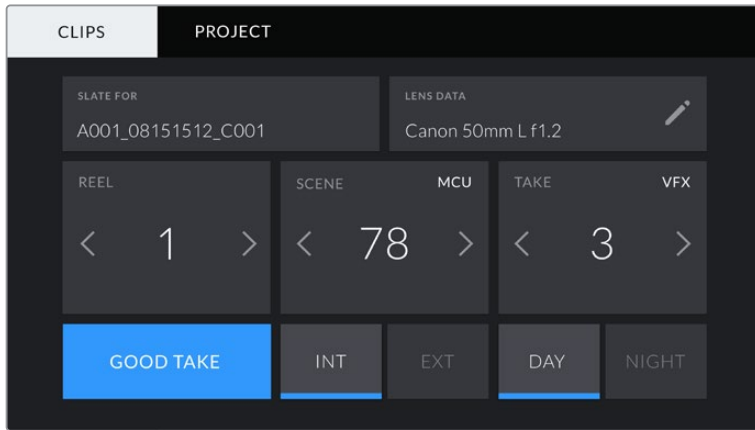 CLIPS PROJECT
SLATE FOR
A001_08151512_C001
LENS DATA
Canon 50mm L f1.2
REEL
1
SCENE MCU
78
TAKE VFX
3
GOOD TAKE INT EXT DAY NIGHT